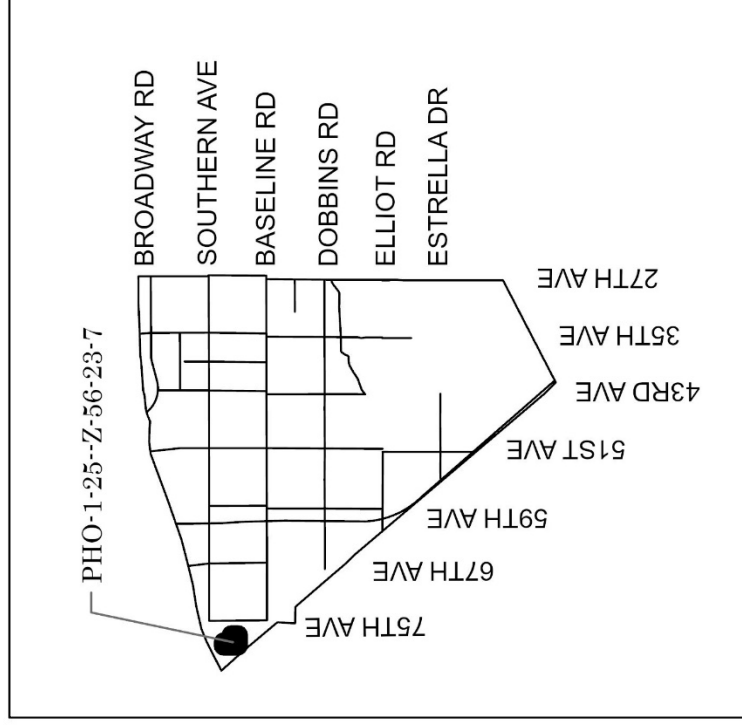 PHO-1-25--Z-56-23-7
BROADWAY RD
SOUTHERN AVE
BASELINE RD
DOBBINS RD
ELLIOT RD
ESTRELLA DR
27TH AVE
35TH AVE
43RD AVE
51ST AVE
59TH AVE
67TH AVE
75TH AVE